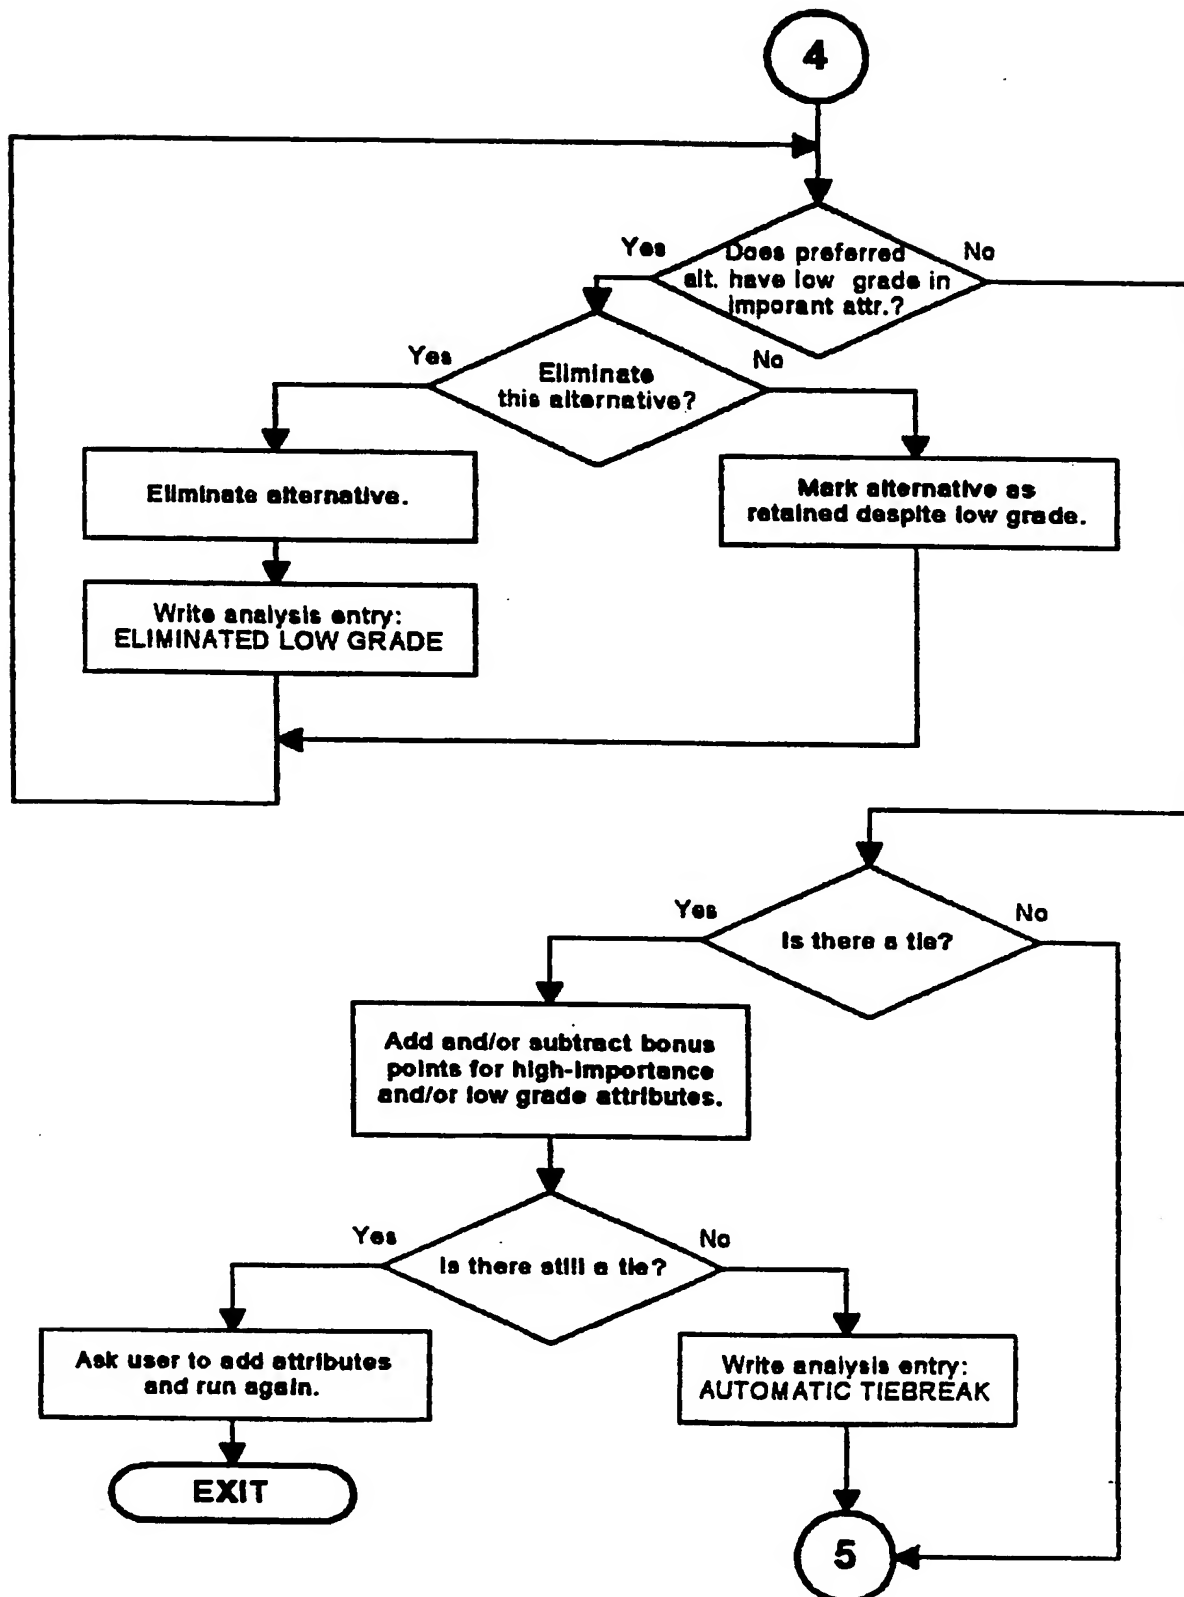 4
Yes
Does preferred
alt. have low grade in
imporant attr.?
No
Yes
Eliminate
this alternative?
No
Eliminate alternative.
Mark alternative as
retained despite low grade.
Write analysis entry:
ELIMINATED LOW GRADE
Yes
Is there a tie?
No
Add and/or subtract bonus
points for high-importance
and/or low grade attributes.
Yes
Is there still a tie?
No
Ask user to add attributes
and run again.
Write analysis entry:
AUTOMATIC TIEBREAK
EXIT
5